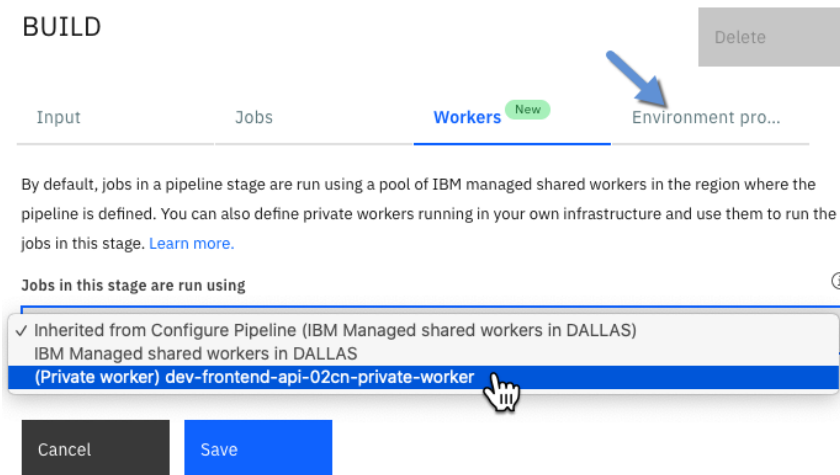 BUILD
Delete
Input
Jobs
Workers
New
Environment pro...
By default, jobs in a pipeline stage are run using a pool of IBM managed shared workers in the region where the
pipeline is defined. You can also define private workers running in your own infrastructure and use them to run the
jobs in this stage. Learn more.
Jobs in this stage are run using
✓ Inherited from Configure Pipeline (IBM Managed shared workers in DALLAS)
IBM Managed shared workers in DALLAS
(Private worker) dev-frontend-api-02cn-private-worker
Cancel
Save